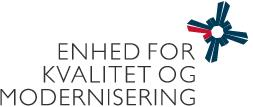 ENHED FOR
KVALITET OG
MODERNISERING